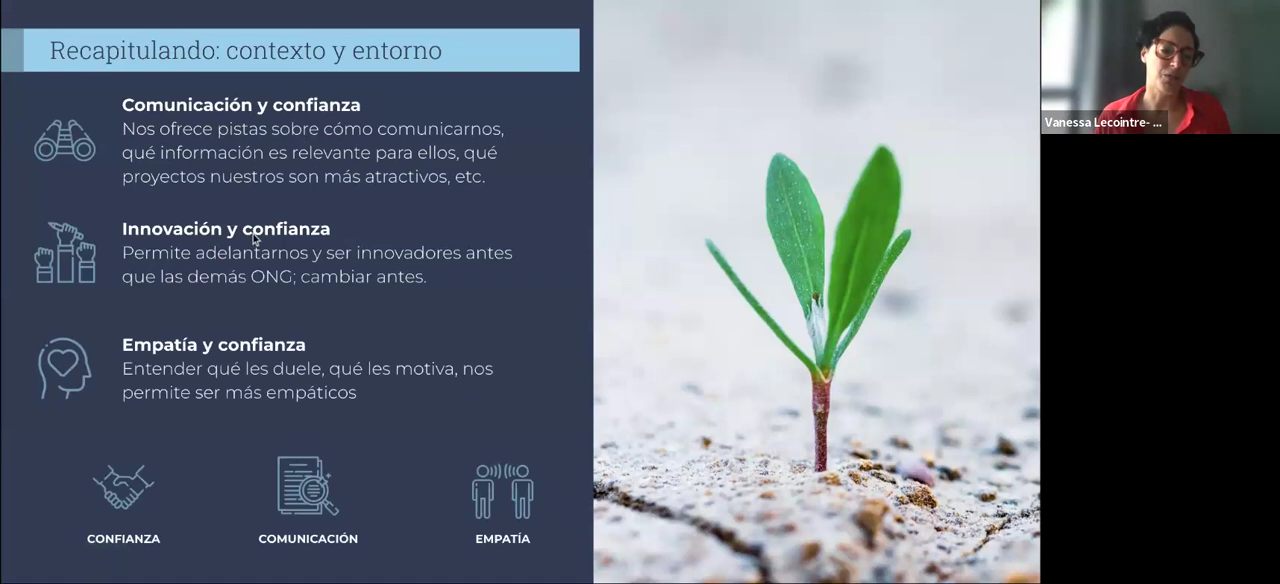 Recapitulando: contexto y entorno
Comunicación y confianza
Nos ofrece pistas sobre cómo comunicarnos,
qué información es relevante para ellos, qué
proyectos nuestros son más atractivos, etc.
Innovación y confianza
Permite adelantarnos y ser innovadores antes
que las demás ONG; cambiar antes.
Empatía y confianza
Entender qué les duele, qué les motiva, nos
permite ser más empáticos
CONFIANZA
COMUNICACIÓN
EMPATÍA
Vanessa Lecointre- ...